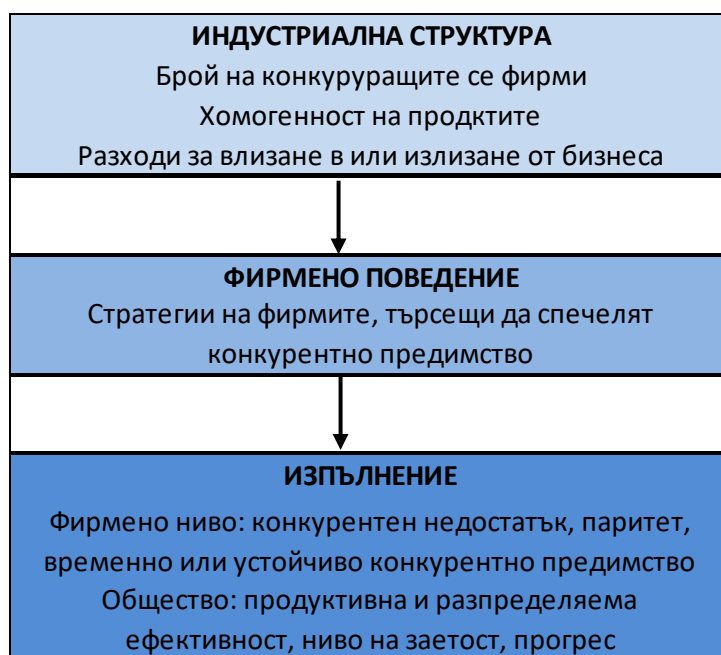 ИНДУСТРИАЛНА СТРУКТУРА
Брой на конкуруращите се фирми
Хомогенност на продктите
Разходи за влизане в или излизане от бизнеса
ФИРМЕНО ПОВЕДЕНИЕ
Стратегии на фирмите, търсещи да спечелят
конкурентно предимство
ИЗПЪЛНЕНИЕ
Фирмено ниво: конкурентен недостатък, паритет,
временно или устойчиво конкурентно предимство
Общество: продуктивна и разпределяема
ефективност, ниво на заетост, прогрес